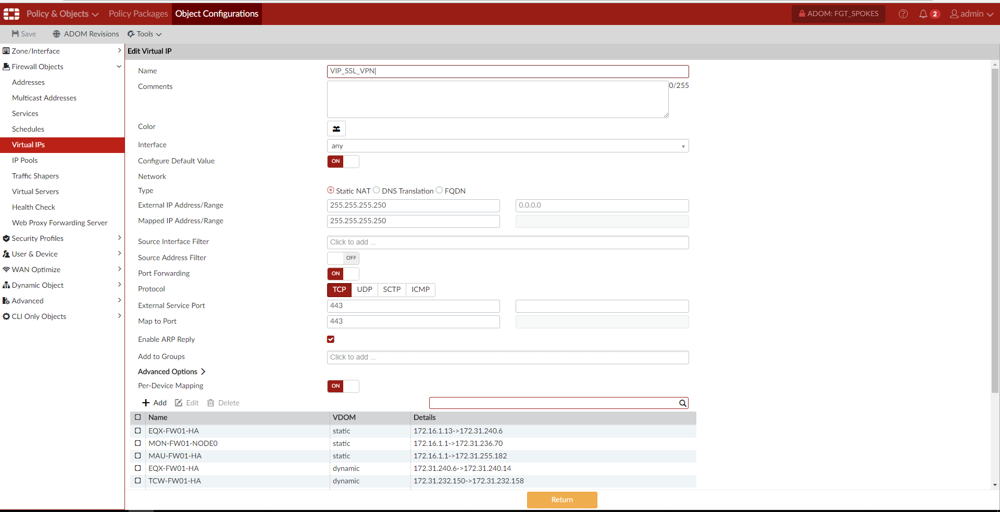 Policy & Objects Policy Packages Object Configurations ADOM: FGT_SPOKES 2 admin
Save ADOM Revisions Tools
Zone/Interface
Firewall Objects
Addresses
Multicast Addresses
Services
Schedules
Virtual IPs
IP Pools
Traffic Shapers
Virtual Servers
Health Check
Web Proxy Forwarding Server
Security Profiles
User & Device
WAN Optimize
Dynamic Object
Advanced
CLI Only Objects
Edit Virtual IP
Name VIP_SSL_VPN
Comments 0/255
Color
Interface any
Configure Default Value ON
Network
Type Static NAT DNS Translation FQDN
External IP Address/Range 255.255.255.250 0.0.0.0
Mapped IP Address/Range 255.255.255.250
Source Interface Filter Click to add ...
Source Address Filter OFF
Port Forwarding ON
Protocol TCP UDP SCTP ICMP
External Service Port 443
Map to Port 443
Enable ARP Reply
Add to Groups Click to add ...
Advanced Options
Per-Device Mapping ON
Add Edit Delete
Name VDOM Details
EQX-FW01-HA static 172.16.1.13->172.31.240.6
MON-FW01-NODE0 static 172.16.1.1->172.31.236.70
MAU-FW01-HA static 172.16.1.1->172.31.255.182
EQX-FW01-HA dynamic 172.31.240.6->172.31.240.14
TCW-FW01-HA dynamic 172.31.232.150->172.31.232.158
Return